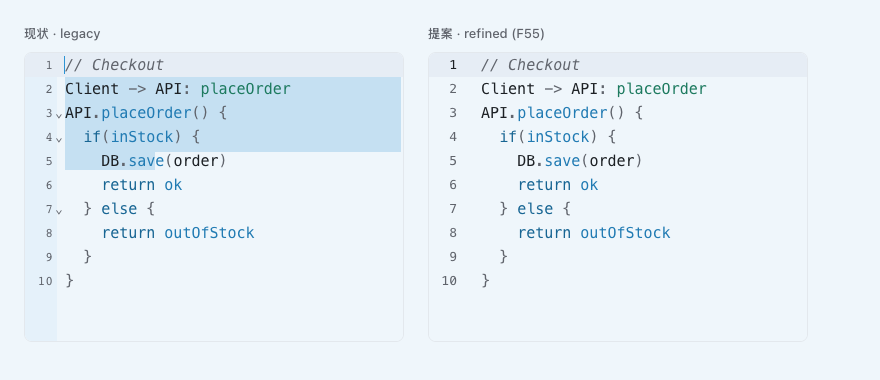 现状 · legacy
1 // Checkout
2 Client -> API: placeOrder
3 API.placeOrder() {
4   if(inStock) {
5     DB.save(order)
6     return ok
7   } else {
8     return outOfStock
9   }
10 }
提案 · refined (F55)
1 // Checkout
2 Client -> API: placeOrder
3 API.placeOrder() {
4   if(inStock) {
5     DB.save(order)
6     return ok
7   } else {
8     return outOfStock
9   }
10 }